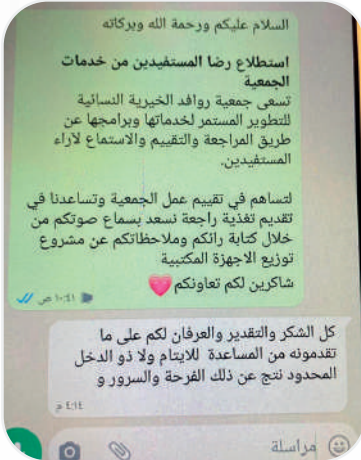 السلام عليكم ورحمة الله وبركاته
استطلاع رضا المستفيدين من خدمات
الجمعية
تسعى جمعية روافد الخيرية النسائية
للتطوير المستمر لخدماتها وبرامجها عن
طريق المراجعة والتقييم والاستماع لآراء
المستفيدين.
لتساهم في تقييم عمل الجمعية وتساعدنا في
تقديم تغذية راجعة نسعد بسماع صوتكم من
خلال كتابة رائكم وملاحظاتكم عن مشروع
توزيع الاجهزة المكتبية
شاكرين لكم تعاونكم
١٠:٤١ ص
كل الشكر والتقدير والعرفان لكم على ما
تقدمونه من المساعدة للايتام ولا ذو الدخل
المحدود نتج عن ذلك الفرحة والسرور و
٤:١٤ م
مراسلة